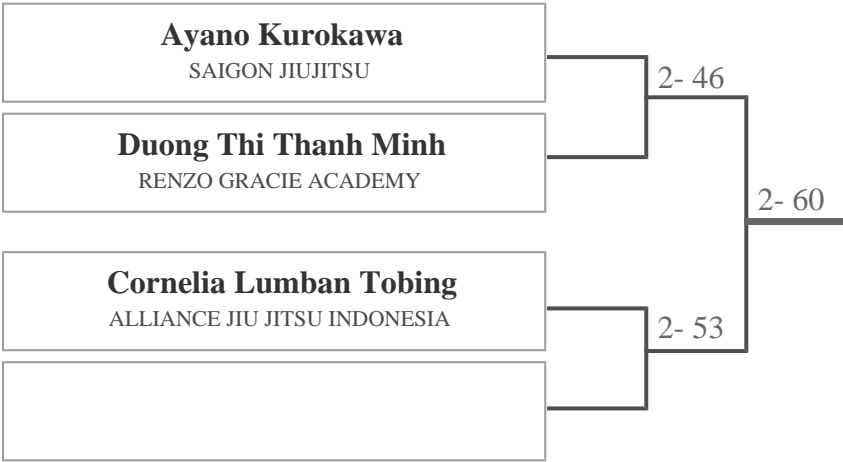 Ayano Kurokawa
SAIGON JIUJITSU
2- 46
Duong Thi Thanh Minh
RENZO GRACIE ACADEMY
2- 60
Cornelia Lumban Tobing
ALLIANCE JIU JITSU INDONESIA
2- 53